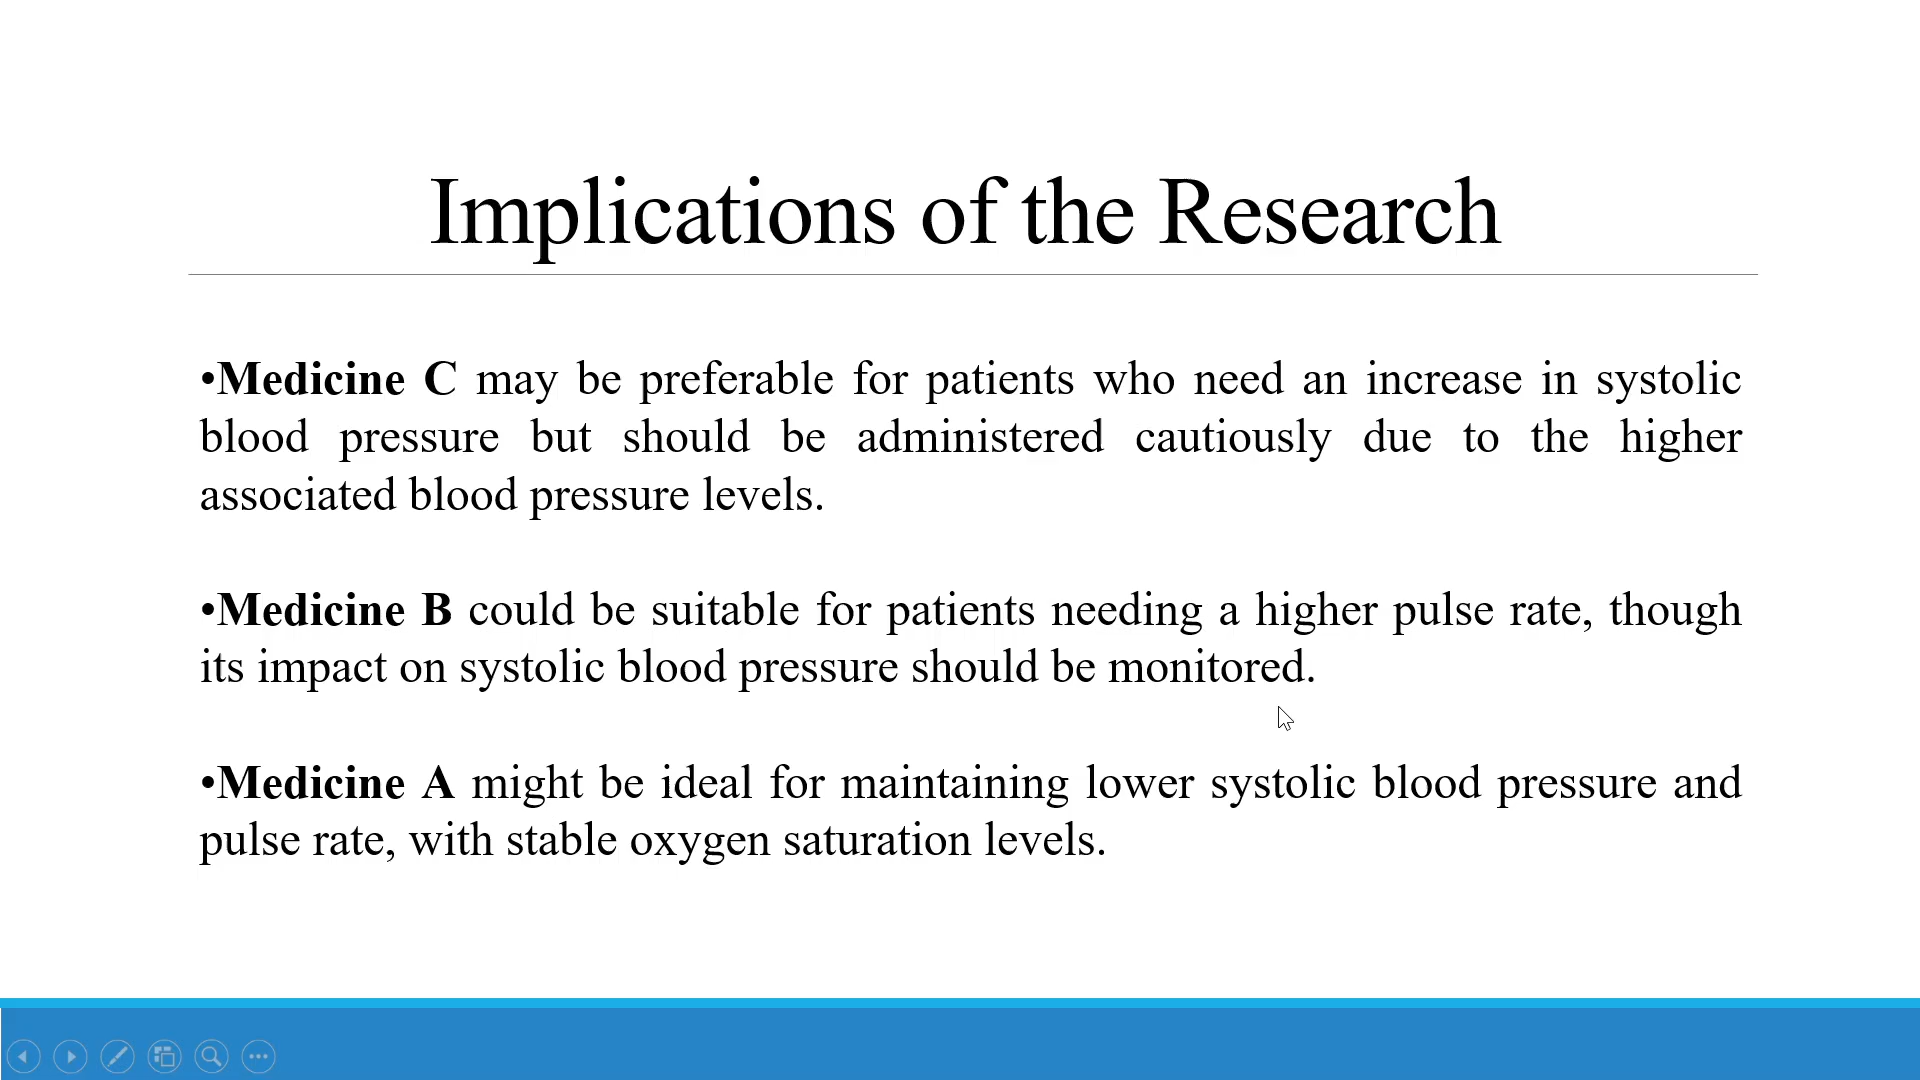 Implications of the Research
•Medicine C may be preferable for patients who need an increase in systolic
blood pressure but should be administered cautiously due to the higher
associated blood pressure levels.
•Medicine B could be suitable for patients needing a higher pulse rate, though
its impact on systolic blood pressure should be monitored.
•Medicine A might be ideal for maintaining lower systolic blood pressure and
pulse rate, with stable oxygen saturation levels.